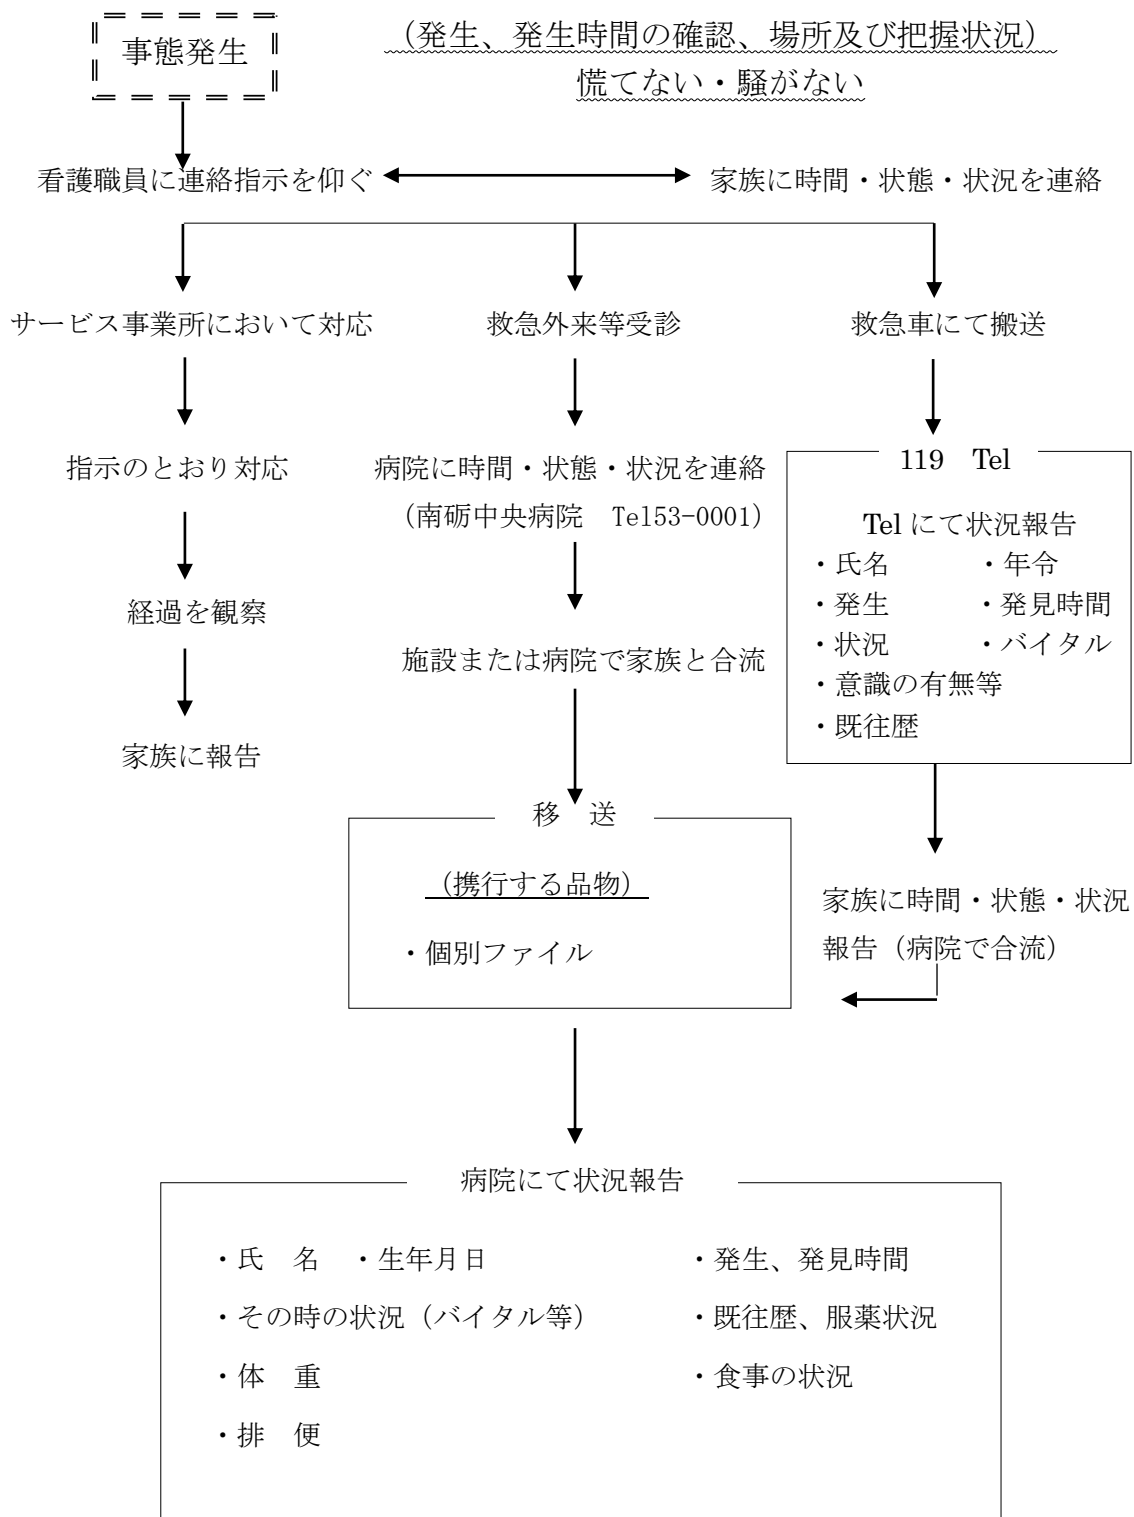 事態発生
(発生、発生時間の確認、場所及び把握状況)
慌てない・騒がない
看護職員に連絡指示を仰ぐ
家族に時間・状態・状況を連絡
サービス事業所において対応
救急外来等受診
救急車にて搬送
指示のとおり対応
病院に時間・状態・状況を連絡
(南砺中央病院　Tel53-0001)
経過を観察
施設または病院で家族と合流
家族に報告
119　Tel
Telにて状況報告
・氏名　・年令
・発生　・発見時間
・状況　・バイタル
・意識の有無等
・既往歴
移　送
(携行する品物)
・個別ファイル
家族に時間・状態・状況
報告（病院で合流）
病院にて状況報告
・氏　名　・生年月日　・発生、発見時間
・その時の状況（バイタル等）　・既往歴、服薬状況
・体　重　・食事の状況
・排　便